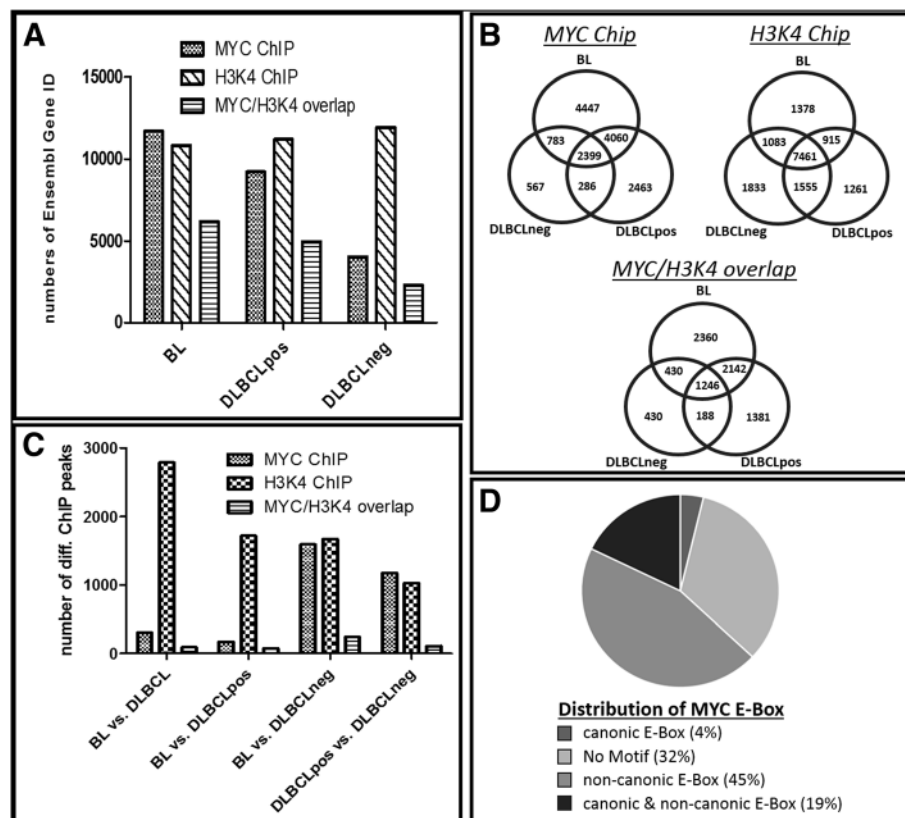 A
MYC ChIP
H3K4 ChIP
MYC/H3K4 overlap
numbers of Ensembl Gene ID
15000
10000
5000
0
BL
DLBCLpos
DLBCLneg
B
MYC Chip
BL
4447
783
4060
2399
567
286
2463
DLBCLneg
DLBCLpos
H3K4 Chip
BL
1378
1083
915
7461
1833
1555
1261
DLBCLneg
DLBCLpos
MYC/H3K4 overlap
BL
2360
430
2142
1246
430
188
1381
DLBCLneg
DLBCLpos
C
MYC ChIP
H3K4 ChIP
MYC/H3K4 overlap
number of diff. ChIP peaks
3000
2000
1000
0
BL vs. DLBCL
BL vs. DLBCLpos
BL vs. DLBCLneg
DLBCLpos vs. DLBCLneg
D
Distribution of MYC E-Box
canonic E-Box (4%)
No Motif (32%)
non-canonic E-Box (45%)
canonic & non-canonic E-Box (19%)